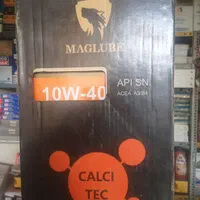 MAGLUBE
10W-40
API SN
ACEA A3/B4
CALCI
TEC